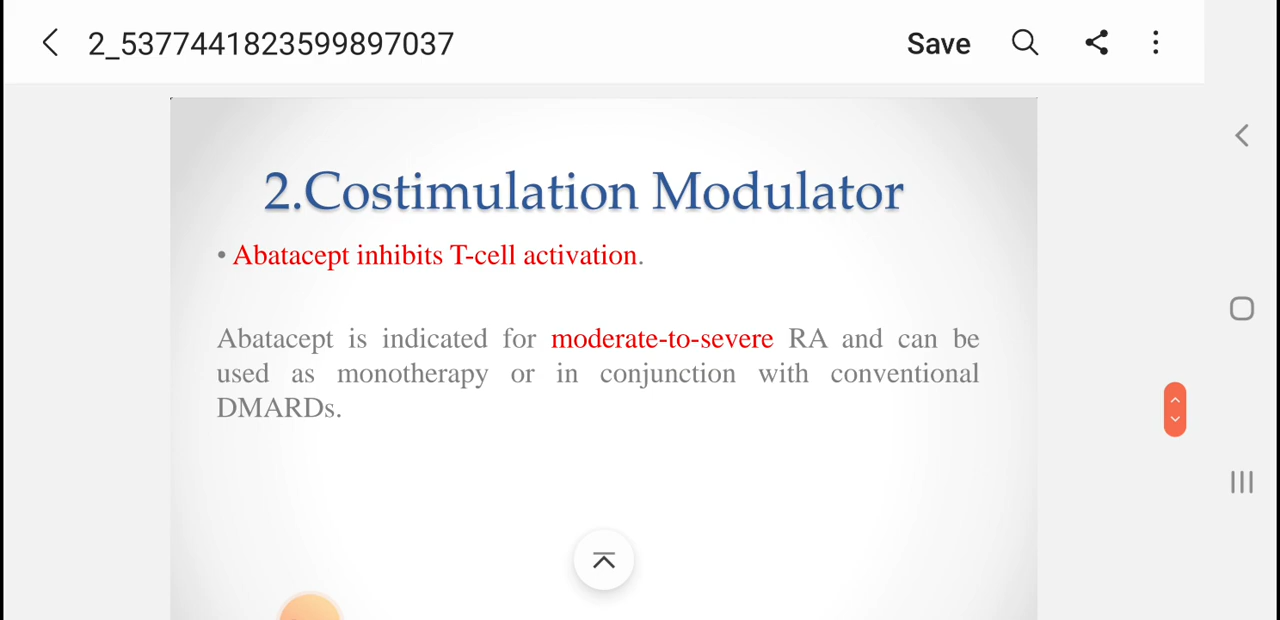 2_5377441823599897037
Save
2.Costimulation Modulator
• Abatacept inhibits T-cell activation.
Abatacept is indicated for moderate-to-severe RA and can be
used as monotherapy or in conjunction with conventional
DMARDs.